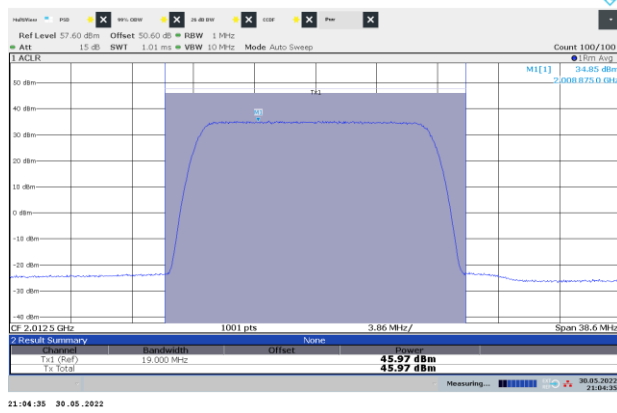 MultiView PSD 99% OBW 26 dB BW CCDF Pwr
Ref Level 57.60 dBm Offset 50.60 dB RBW 1 MHz
Att 15 dB SWT 1.01 ms VBW 10 MHz Mode Auto Sweep Count 100/100
1 ACLR 1Rm Avg
M1[1] 34.85 dBm
2.0088750 GHz
Tx1
M1
50 dBm
40 dBm
30 dBm
20 dBm
10 dBm
0 dBm
-10 dBm
-20 dBm
-30 dBm
-40 dBm
CF 2.0125 GHz 1001 pts 3.86 MHz/ Span 38.6 MHz
2 Result Summary None
Channel Bandwidth Offset Power
Tx1 (Ref) 19.000 MHz 45.97 dBm
Tx Total 45.97 dBm
Measuring... 30.05.2022
21:04:35
21:04:35 30.05.2022